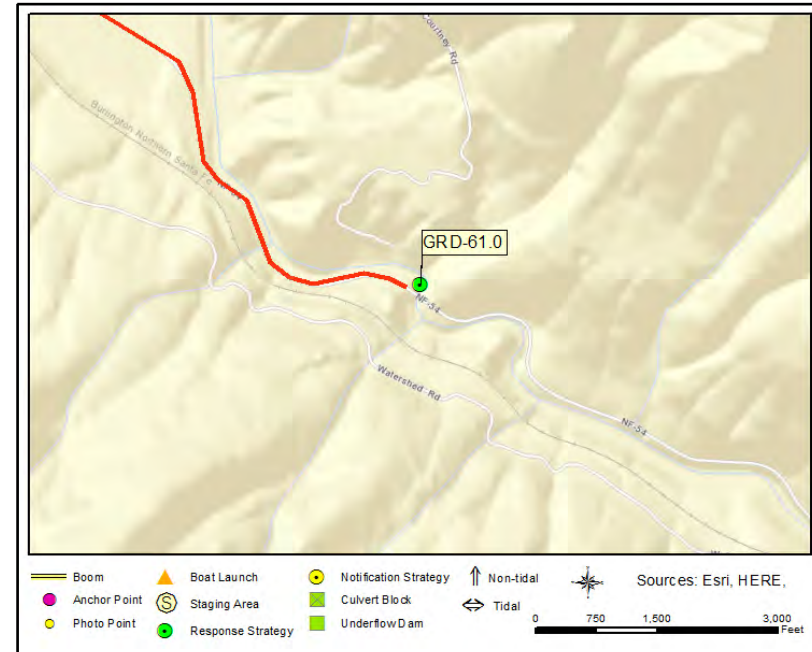 Courtney Rd
Burlington Northern Santa Fe
GRD-61.0
NF-54
Watershed Rd
NF-54
Boom
Boat Launch
Notification Strategy
Non-tidal
Sources: Esri, HERE,
Anchor Point
S
Staging Area
Culvert Block
Tidal
Photo Point
Response Strategy
Underflow Dam
0 750 1,500 3,000
Feet